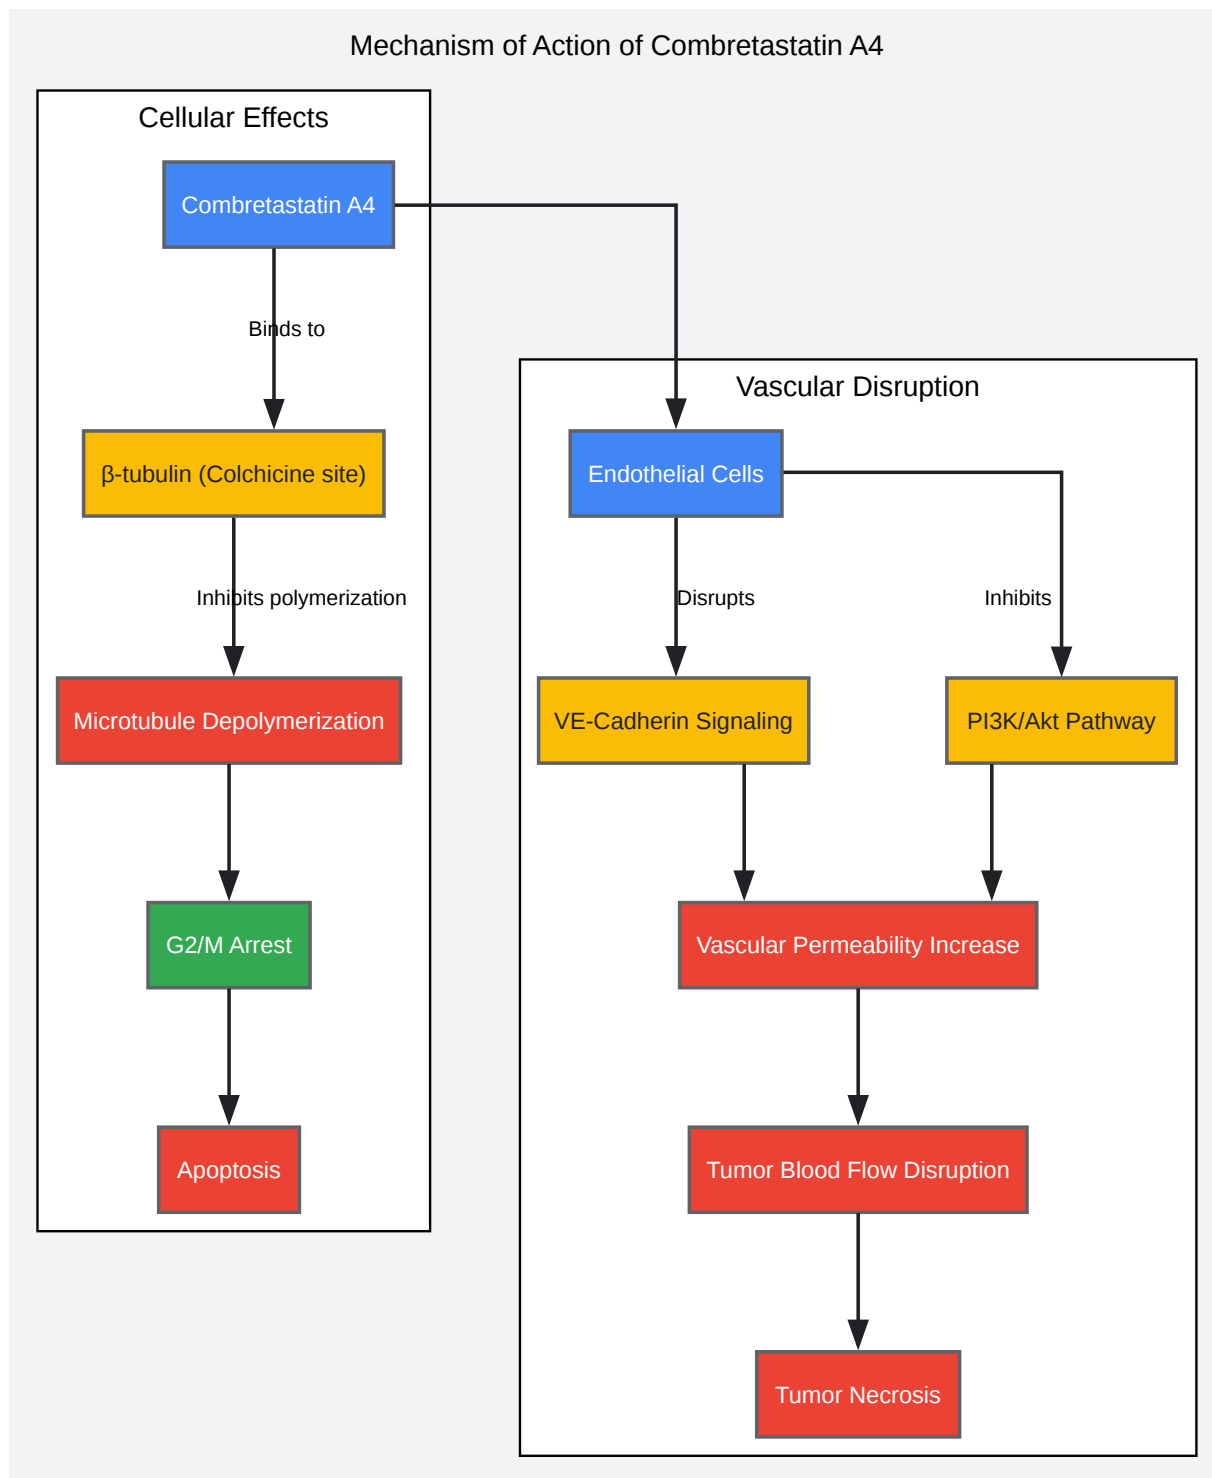 Mechanism of Action of Combretastatin A4
Cellular Effects
Combretastatin A4
Binds to
β-tubulin (Colchicine site)
Inhibits polymerization
Microtubule Depolymerization
G2/M Arrest
Apoptosis
Vascular Disruption
Endothelial Cells
Disrupts
Inhibits
VE-Cadherin Signaling
PI3K/Akt Pathway
Vascular Permeability Increase
Tumor Blood Flow Disruption
Tumor Necrosis